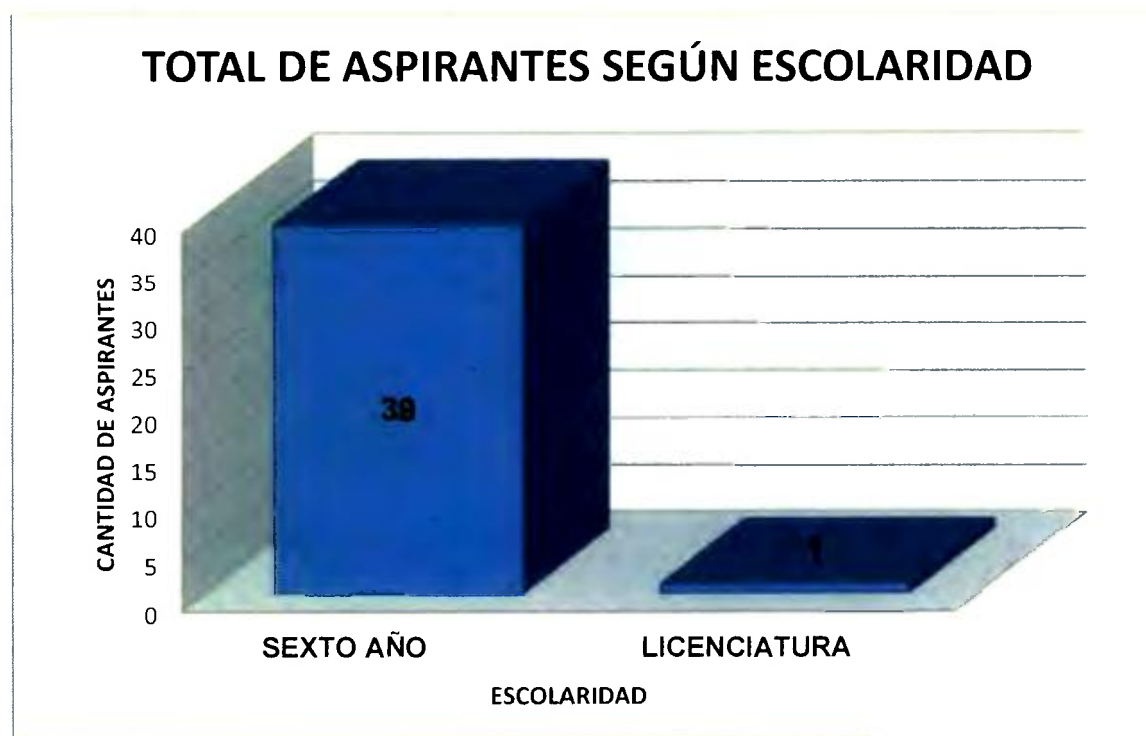 TOTAL DE ASPIRANTES SEGÚN ESCOLARIDAD
CANTIDAD DE ASPIRANTES
40
35
30
25
20
15
10
5
0
39
1
SEXTO AÑO
LICENCIATURA
ESCOLARIDAD